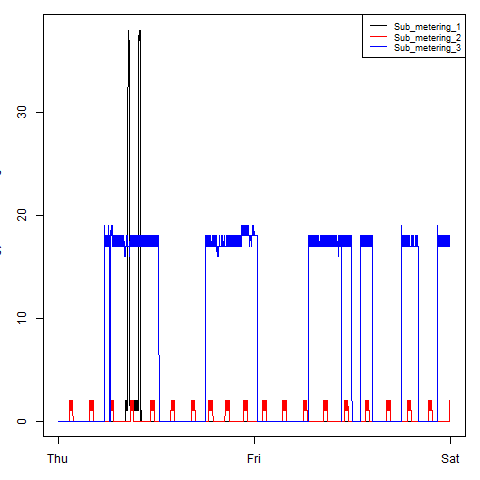 Sub_metering_1
Sub_metering_2
Sub_metering_3
30
20
10
0
Thu
Fri
Sat